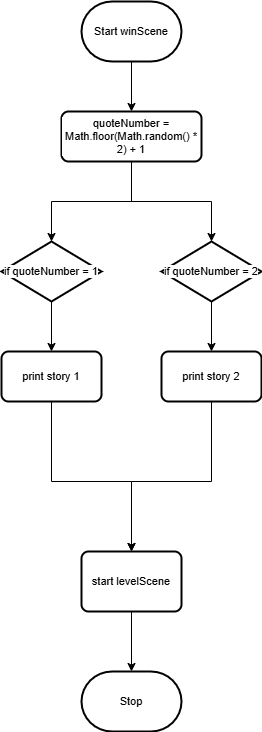 Start winScene
quoteNumber =
Math.floor(Math.random() *
2) + 1
if quoteNumber = 1
if quoteNumber = 2
print story 1
print story 2
start levelScene
Stop